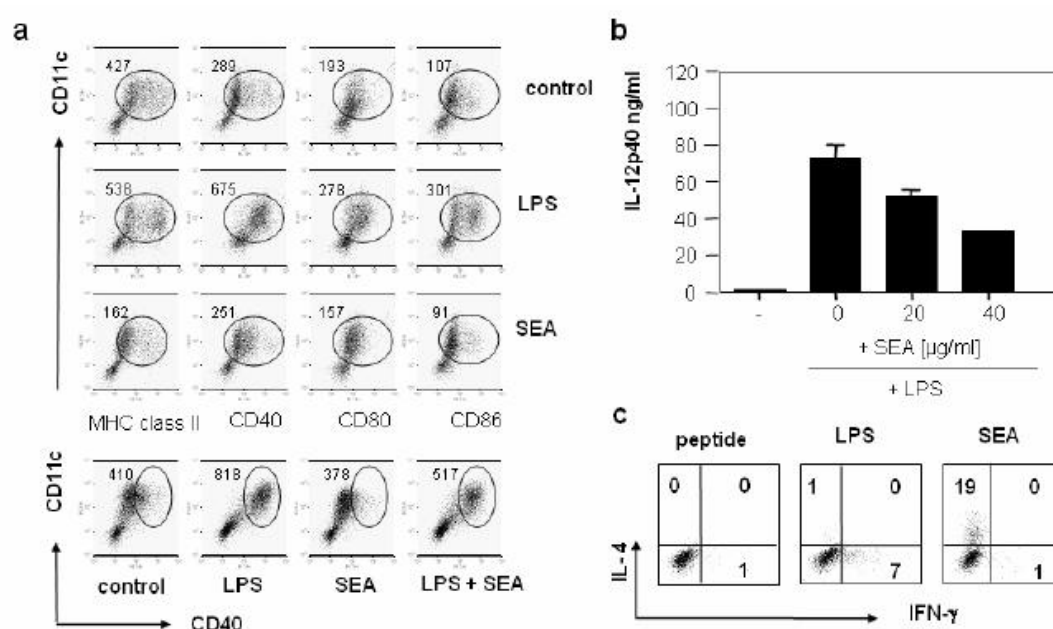 a
CD11c
427 289 193 107
control
538 675 278 301
LPS
162 251 157 91
SEA
MHC class II CD40 CD80 CD86
CD11c
410 818 378 517
control LPS SEA LPS + SEA
CD40
b
IL-12p40 ng/ml
120
100
80
60
40
20
0
- 0 20 40
+ SEA [µg/ml]
+ LPS
c
peptide LPS SEA
0 0 1 0 19 0
1 7 1
IL-4
IFN-γ